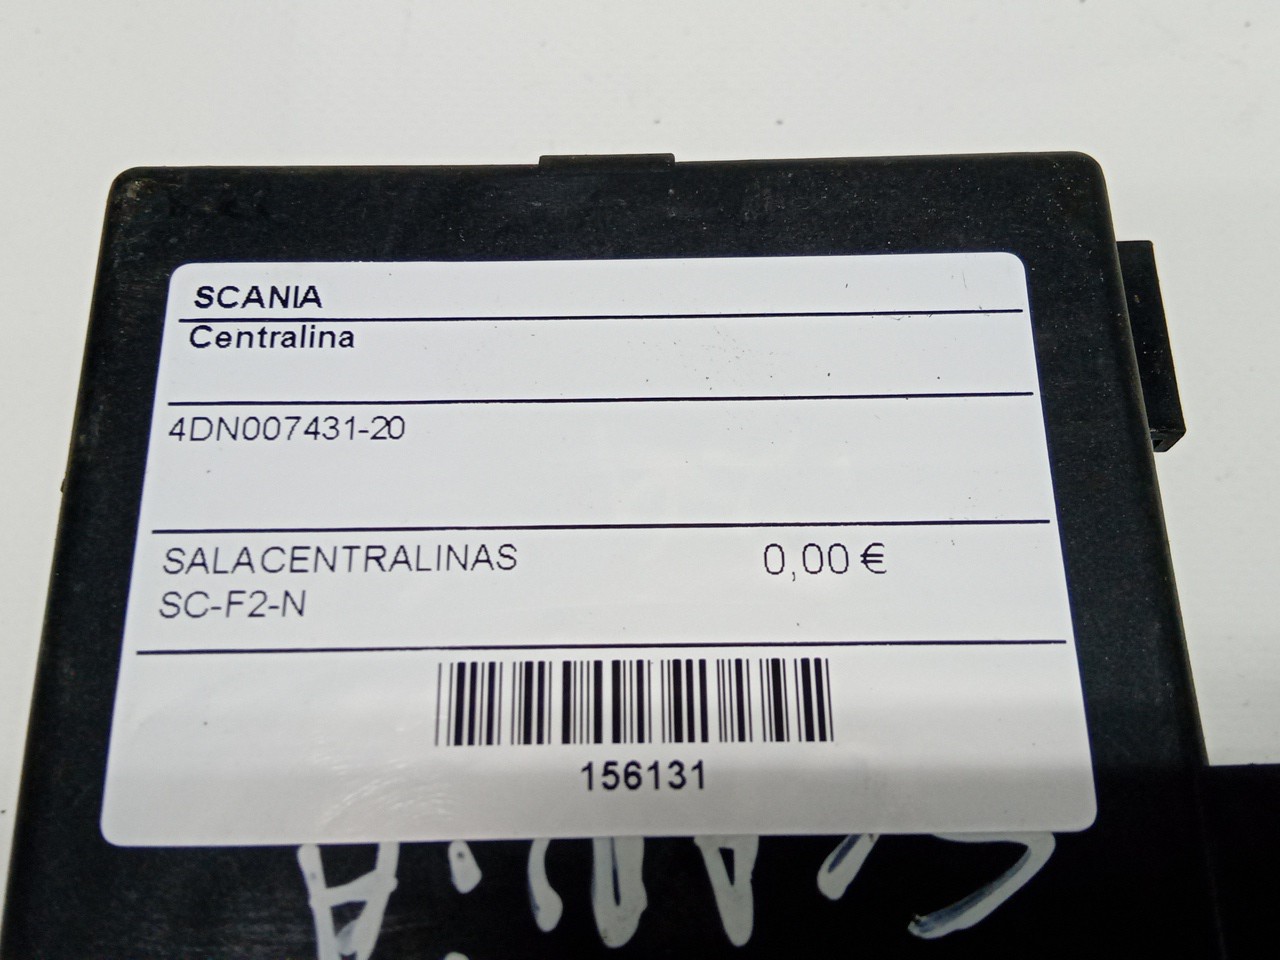 SCANIA
Centralina
4DN007431-20
SALACENTRALINAS 0,00 €
SC-F2-N
156131